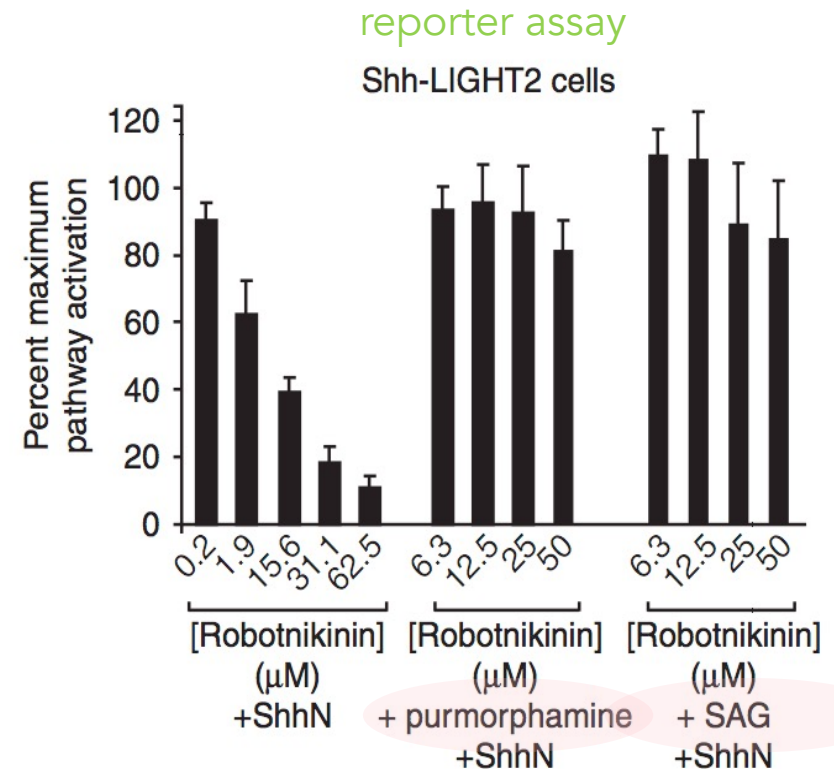 reporter assay
Shh-LIGHT2 cells
Percent maximum
pathway activation
120
100
80
60
40
20
0
0.2 1.9 15.6 31.1 62.5 6.3 12.5 25 50 6.3 12.5 25 50
[Robotnikinin] [Robotnikinin] [Robotnikinin]
(µM) (µM) (µM)
+ShhN + purmorphamine + SAG
+ShhN +ShhN